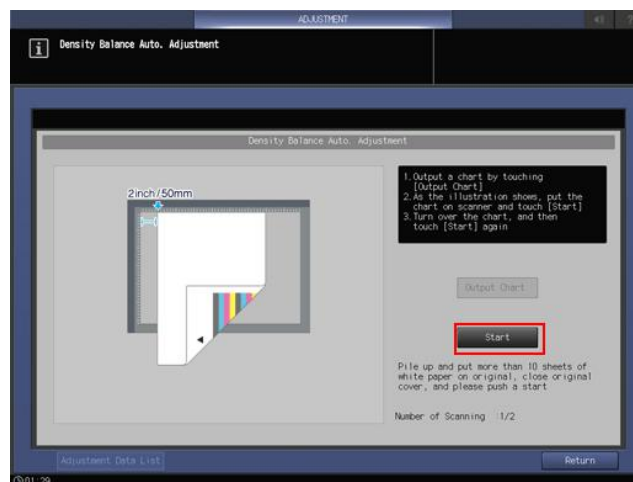 ADJUSTMENT
Density Balance Auto. Adjustment
Density Balance Auto. Adjustment
2inch/50mm
1.Output a chart by touching
[Output Chart]
2.As the illustration shows, put the
chart on scanner and touch [Start]
3.Turn over the chart, and then
touch [Start] again
Output Chart
Start
Pile up and put more than 10 sheets of
white paper on original, close original
cover, and please push a start
Number of Scanning :1/2
Adjustment Data List
Return
01:29